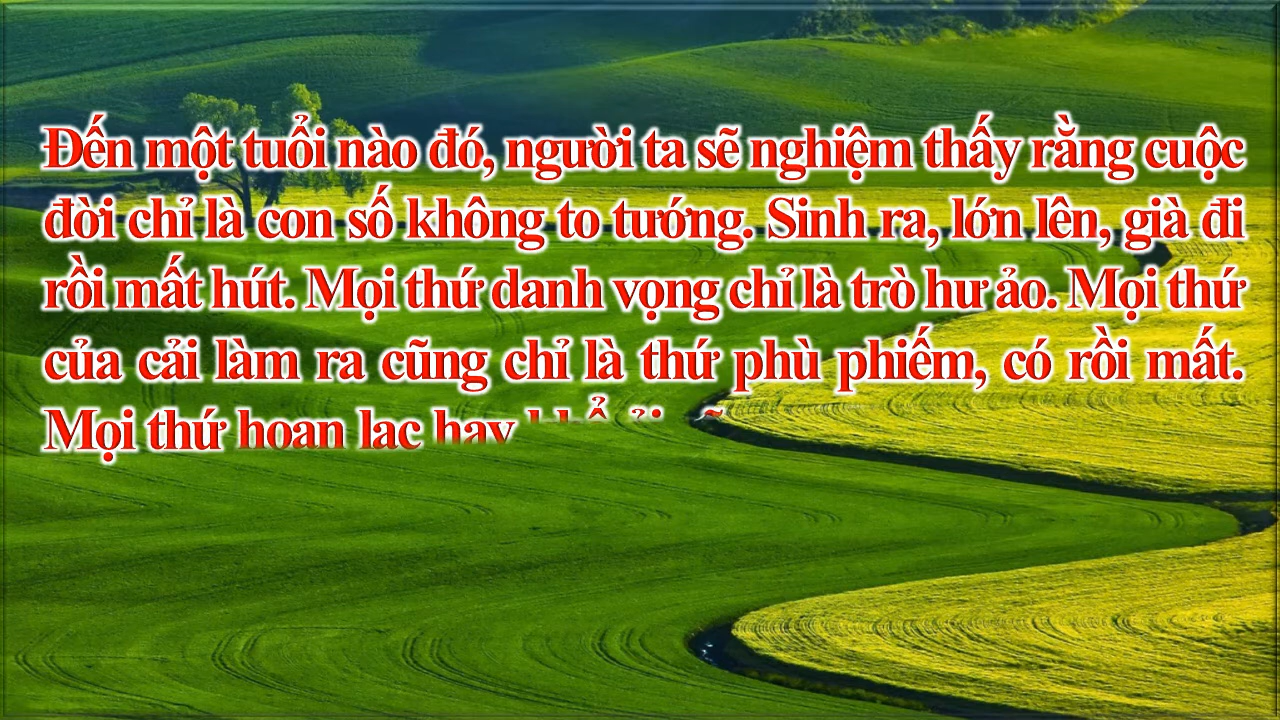 Đến một tuổi nào đó, người ta sẽ nghiệm thấy rằng cuộc
đời chỉ là con số không to tướng. Sinh ra, lớn lên, già đi
rồi mất hút. Mọi thứ danh vọng chỉ là trò hư ảo. Mọi thứ
của cải làm ra cũng chỉ là thứ phù phiếm, có rồi mất.
Mọi thứ hoan lạc hay